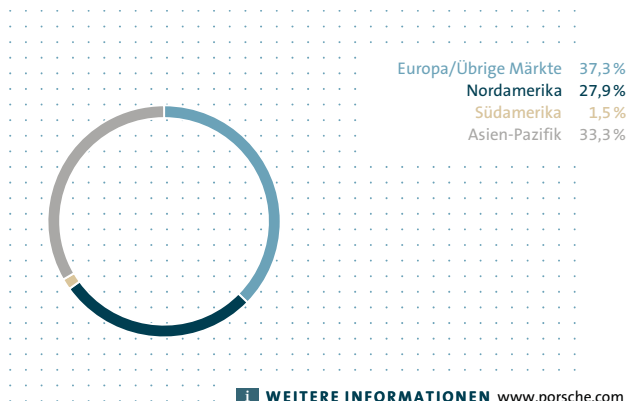 Europa/Übrige Märkte 37,3 %
Nordamerika 27,9 %
Südamerika 1,5 %
Asien-Pazifik 33,3 %
i WEITERE INFORMATIONEN www.porsche.com